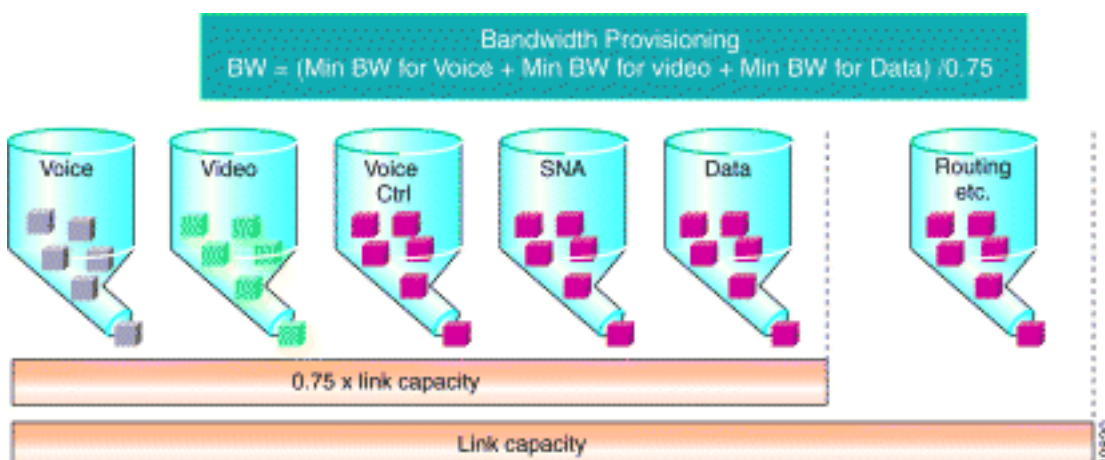 Bandwidth Provisioning
BW = (Min BW for Voice + Min BW for video + Min BW for Data) /0.75
Voice
Video
Voice
Ctrl
SNA
Data
Routing
etc.
0.75 x link capacity
Link capacity